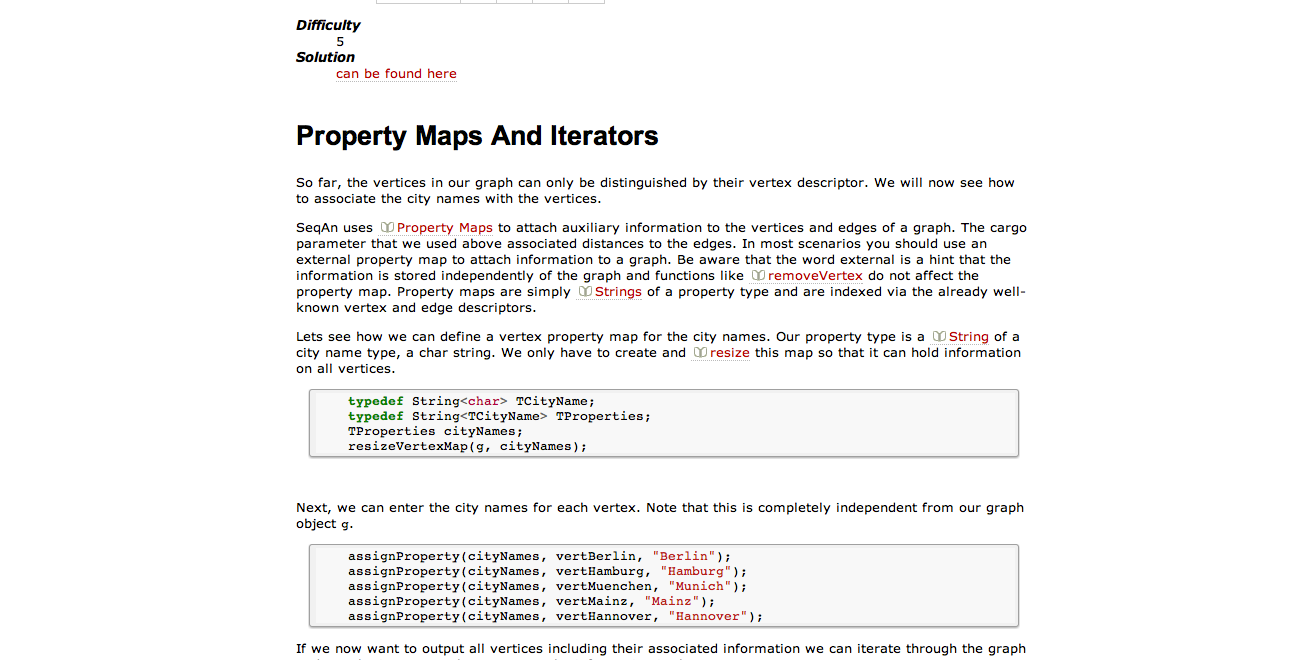 Difficulty
5
Solution
can be found here
Property Maps And Iterators
So far, the vertices in our graph can only be distinguished by their vertex descriptor. We will now see how
to associate the city names with the vertices.
SeqAn uses Property Maps to attach auxiliary information to the vertices and edges of a graph. The cargo
parameter that we used above associated distances to the edges. In most scenarios you should use an
external property map to attach information to a graph. Be aware that the word external is a hint that the
information is stored independently of the graph and functions like removeVertex do not affect the
property map. Property maps are simply Strings of a property type and are indexed via the already well-
known vertex and edge descriptors.
Lets see how we can define a vertex property map for the city names. Our property type is a String of a
city name type, a char string. We only have to create and resize this map so that it can hold information
on all vertices.
typedef String<char> TCityName;
typedef String<TCityName> TProperties;
TProperties cityNames;
resizeVertexMap(g, cityNames);
Next, we can enter the city names for each vertex. Note that this is completely independent from our graph
object g.
assignProperty(cityNames, vertBerlin, "Berlin");
assignProperty(cityNames, vertHamburg, "Hamburg");
assignProperty(cityNames, vertMuenchen, "Munich");
assignProperty(cityNames, vertMainz, "Mainz");
assignProperty(cityNames, vertHannover, "Hannover");
If we now want to output all vertices including their associated information we can iterate through the graph